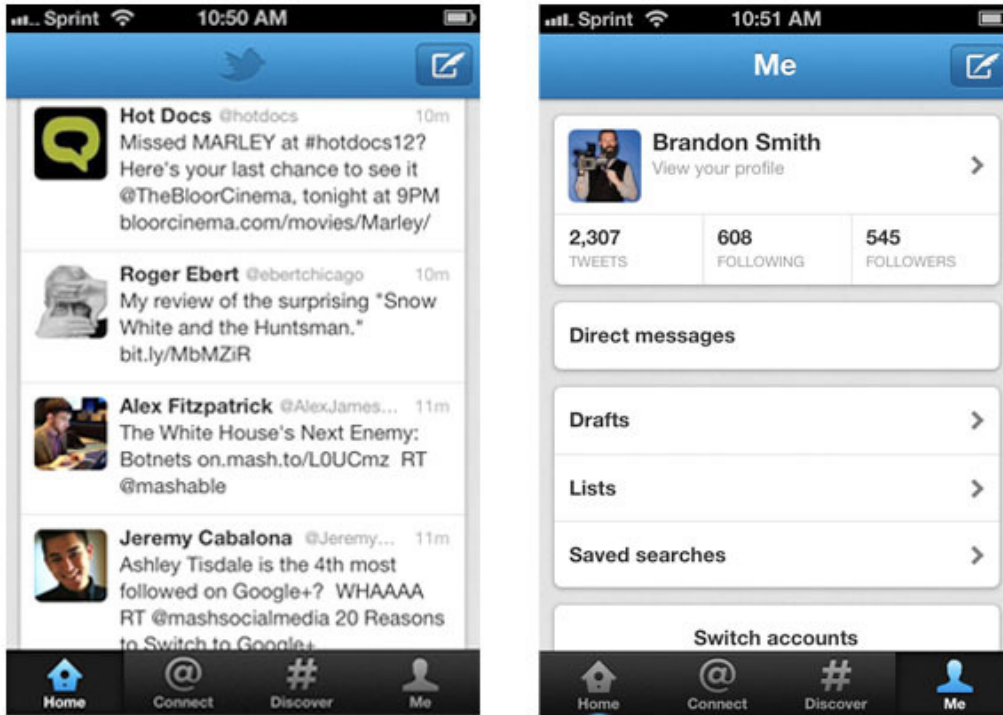 Sprint 10:50 AM
Hot Docs @hotdocs 10m
Missed MARLEY at #hotdocs12?
Here's your last chance to see it
@TheBloorCinema, tonight at 9PM
bloorcinema.com/movies/Marley/
Roger Ebert @ebertchicago 10m
My review of the surprising "Snow
White and the Huntsman."
bit.ly/MbMZiR
Alex Fitzpatrick @AlexJames... 11m
The White House's Next Enemy:
Botnets on.mash.to/L0UCmz RT
@mashable
Jeremy Cabalona @Jeremy... 11m
Ashley Tisdale is the 4th most
followed on Google+? WHAAAA
RT @mashsocialmedia 20 Reasons
to Switch to Google+
Home Connect Discover Me
Sprint 10:51 AM
Me
Brandon Smith
View your profile
2,307 608 545
TWEETS FOLLOWING FOLLOWERS
Direct messages
Drafts
Lists
Saved searches
Switch accounts
Home Connect Discover Me